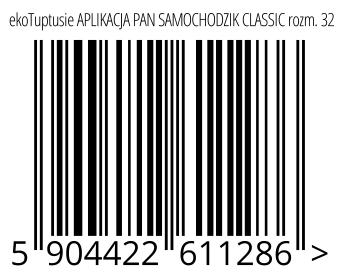 ekoTuptusie APLIKACJA PAN SAMOCHODZIK CLASSIC rozm. 32
5 904422 611286 >